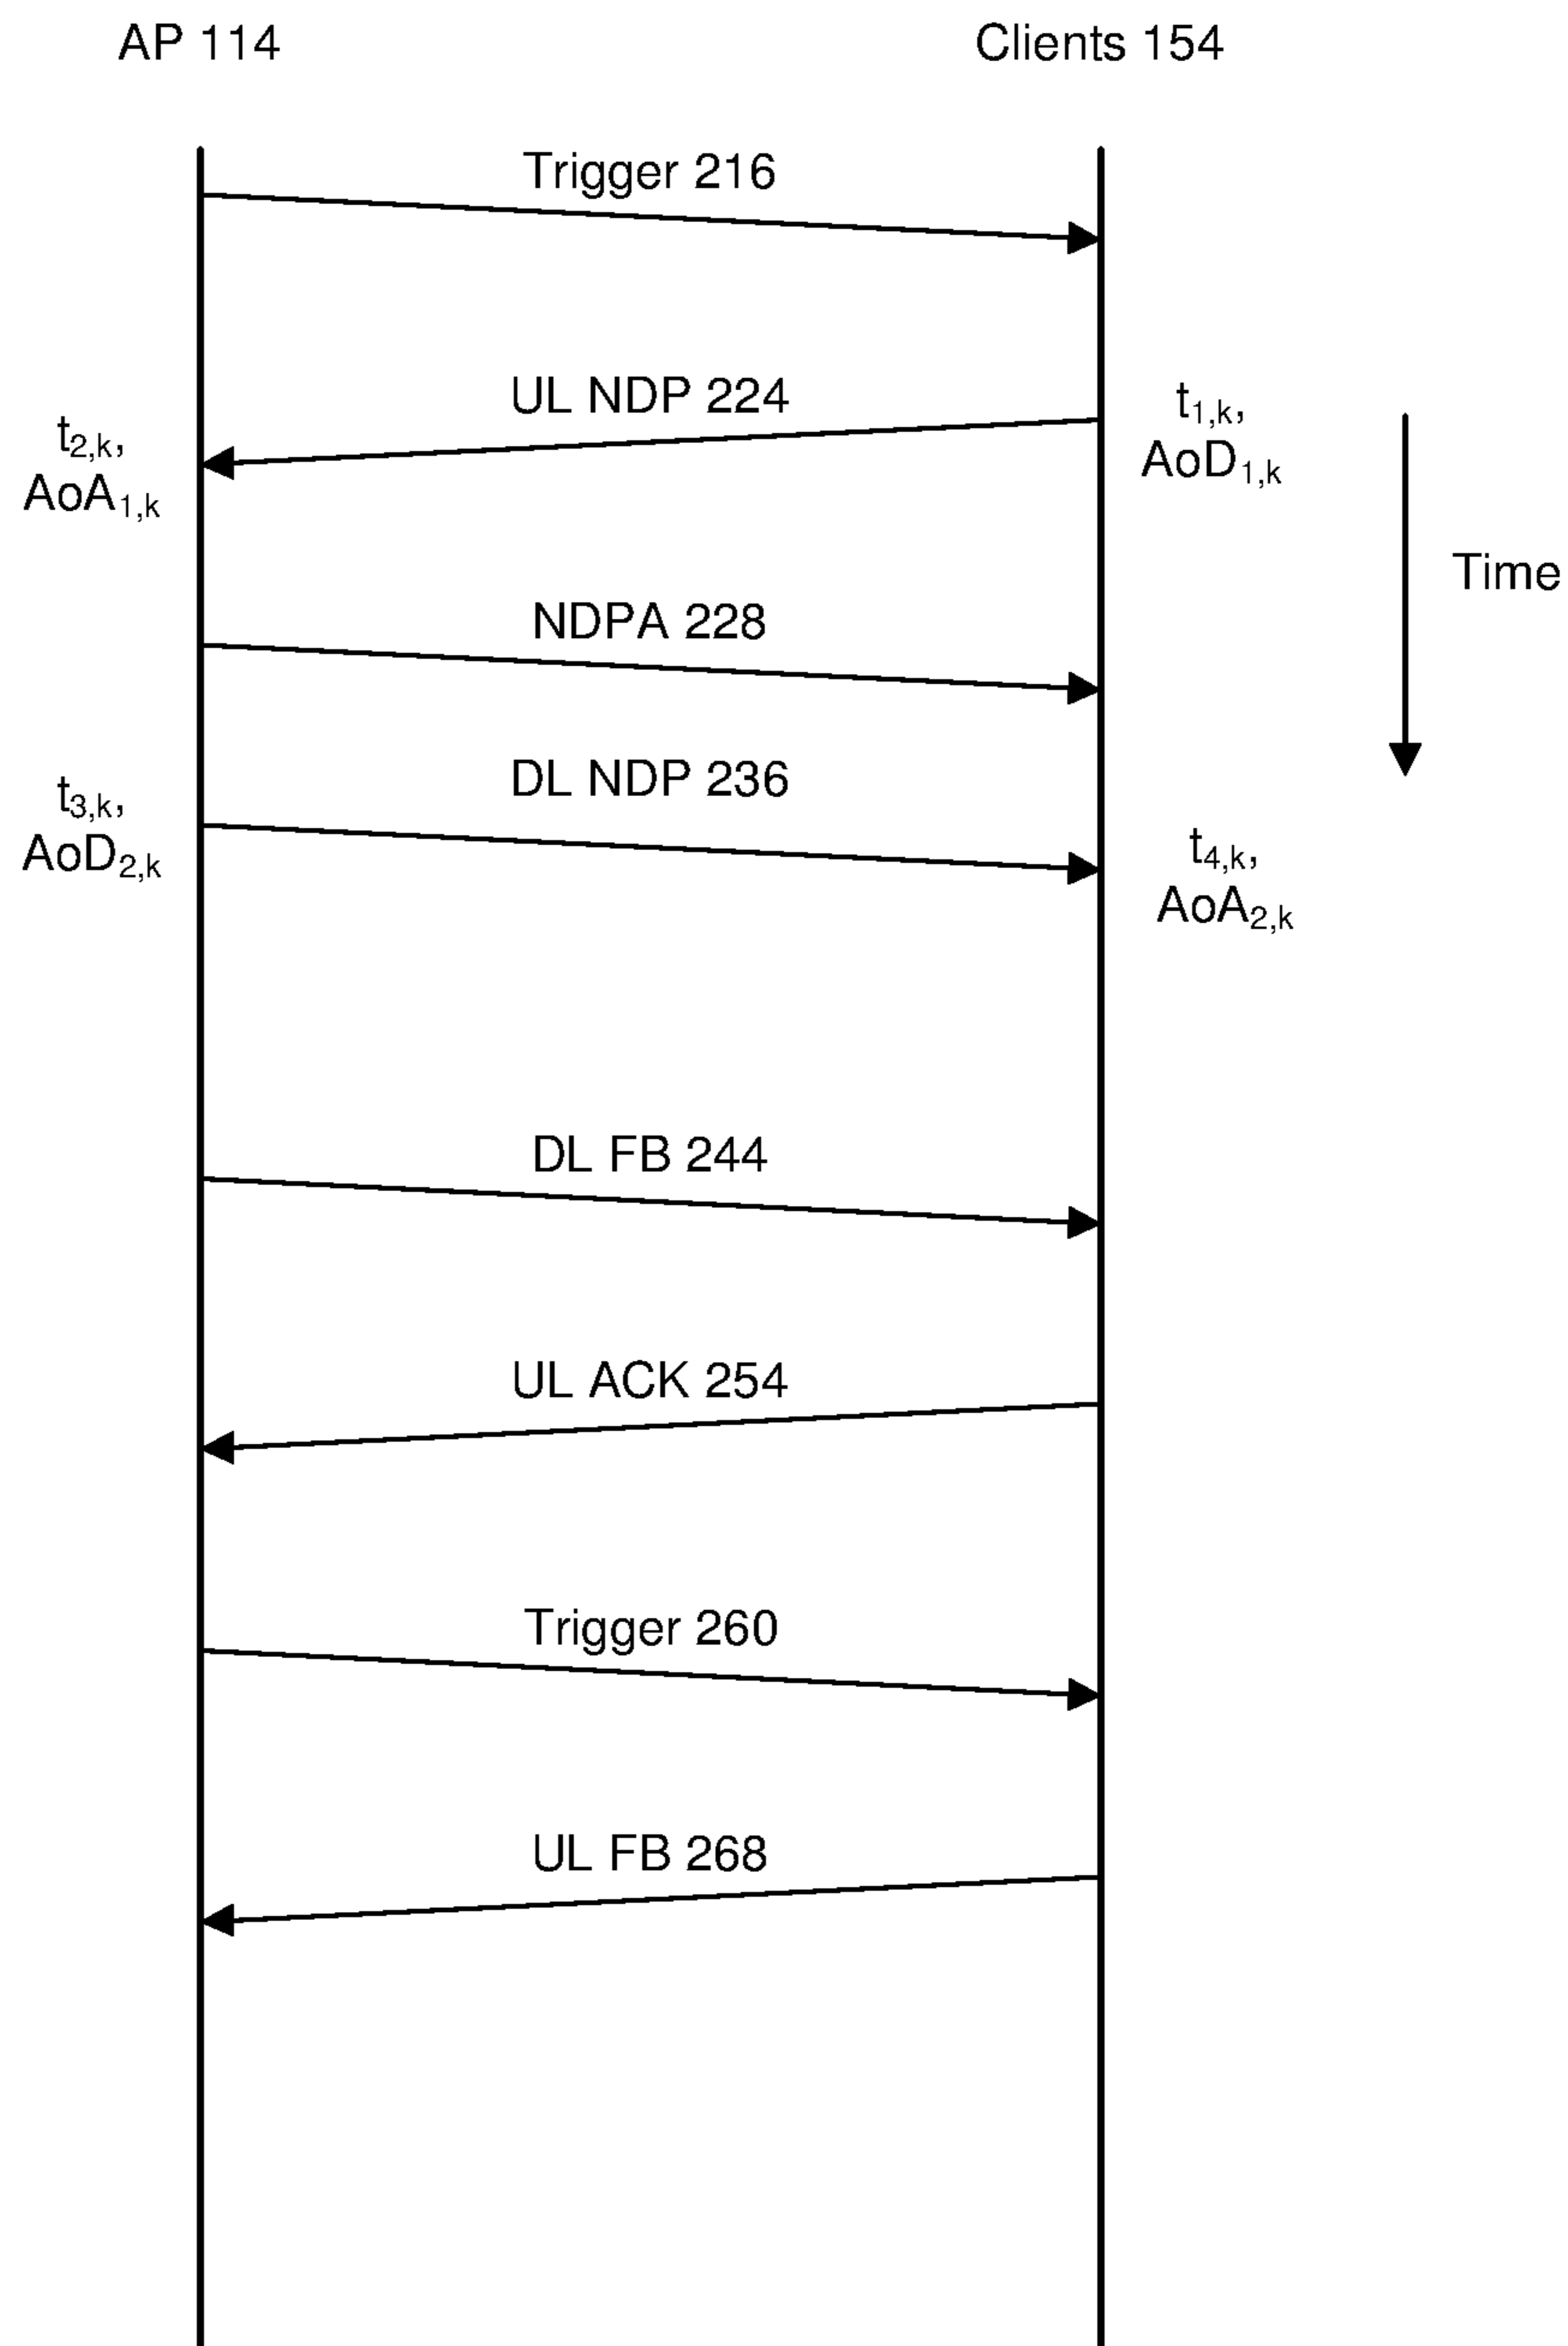 AP 114
Clients 154
Trigger 216
UL NDP 224
t1,k,
AoD1,k
t2,k,
AoA1,k
Time
NDPA 228
DL NDP 236
t3,k,
AoD2,k
t4,k,
AoA2,k
DL FB 244
UL ACK 254
Trigger 260
UL FB 268